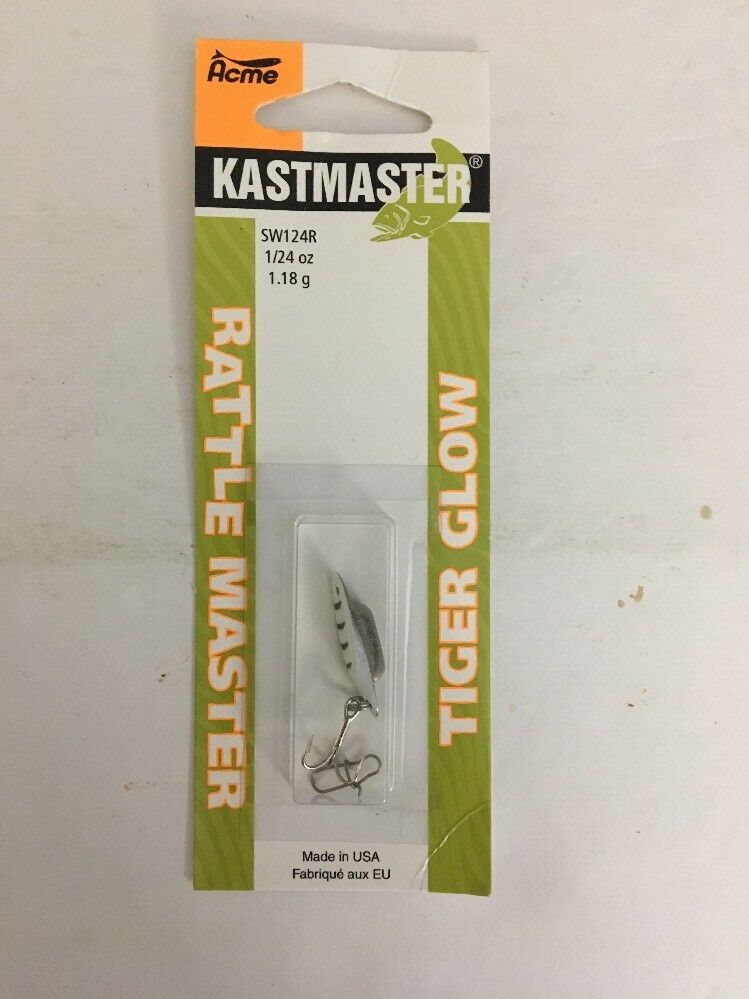 Acme
KASTMASTER®
SW124R
1/24 oz
1.18 g
RATTLE MASTER
TIGER GLOW
Made in USA
Fabriqué aux EU